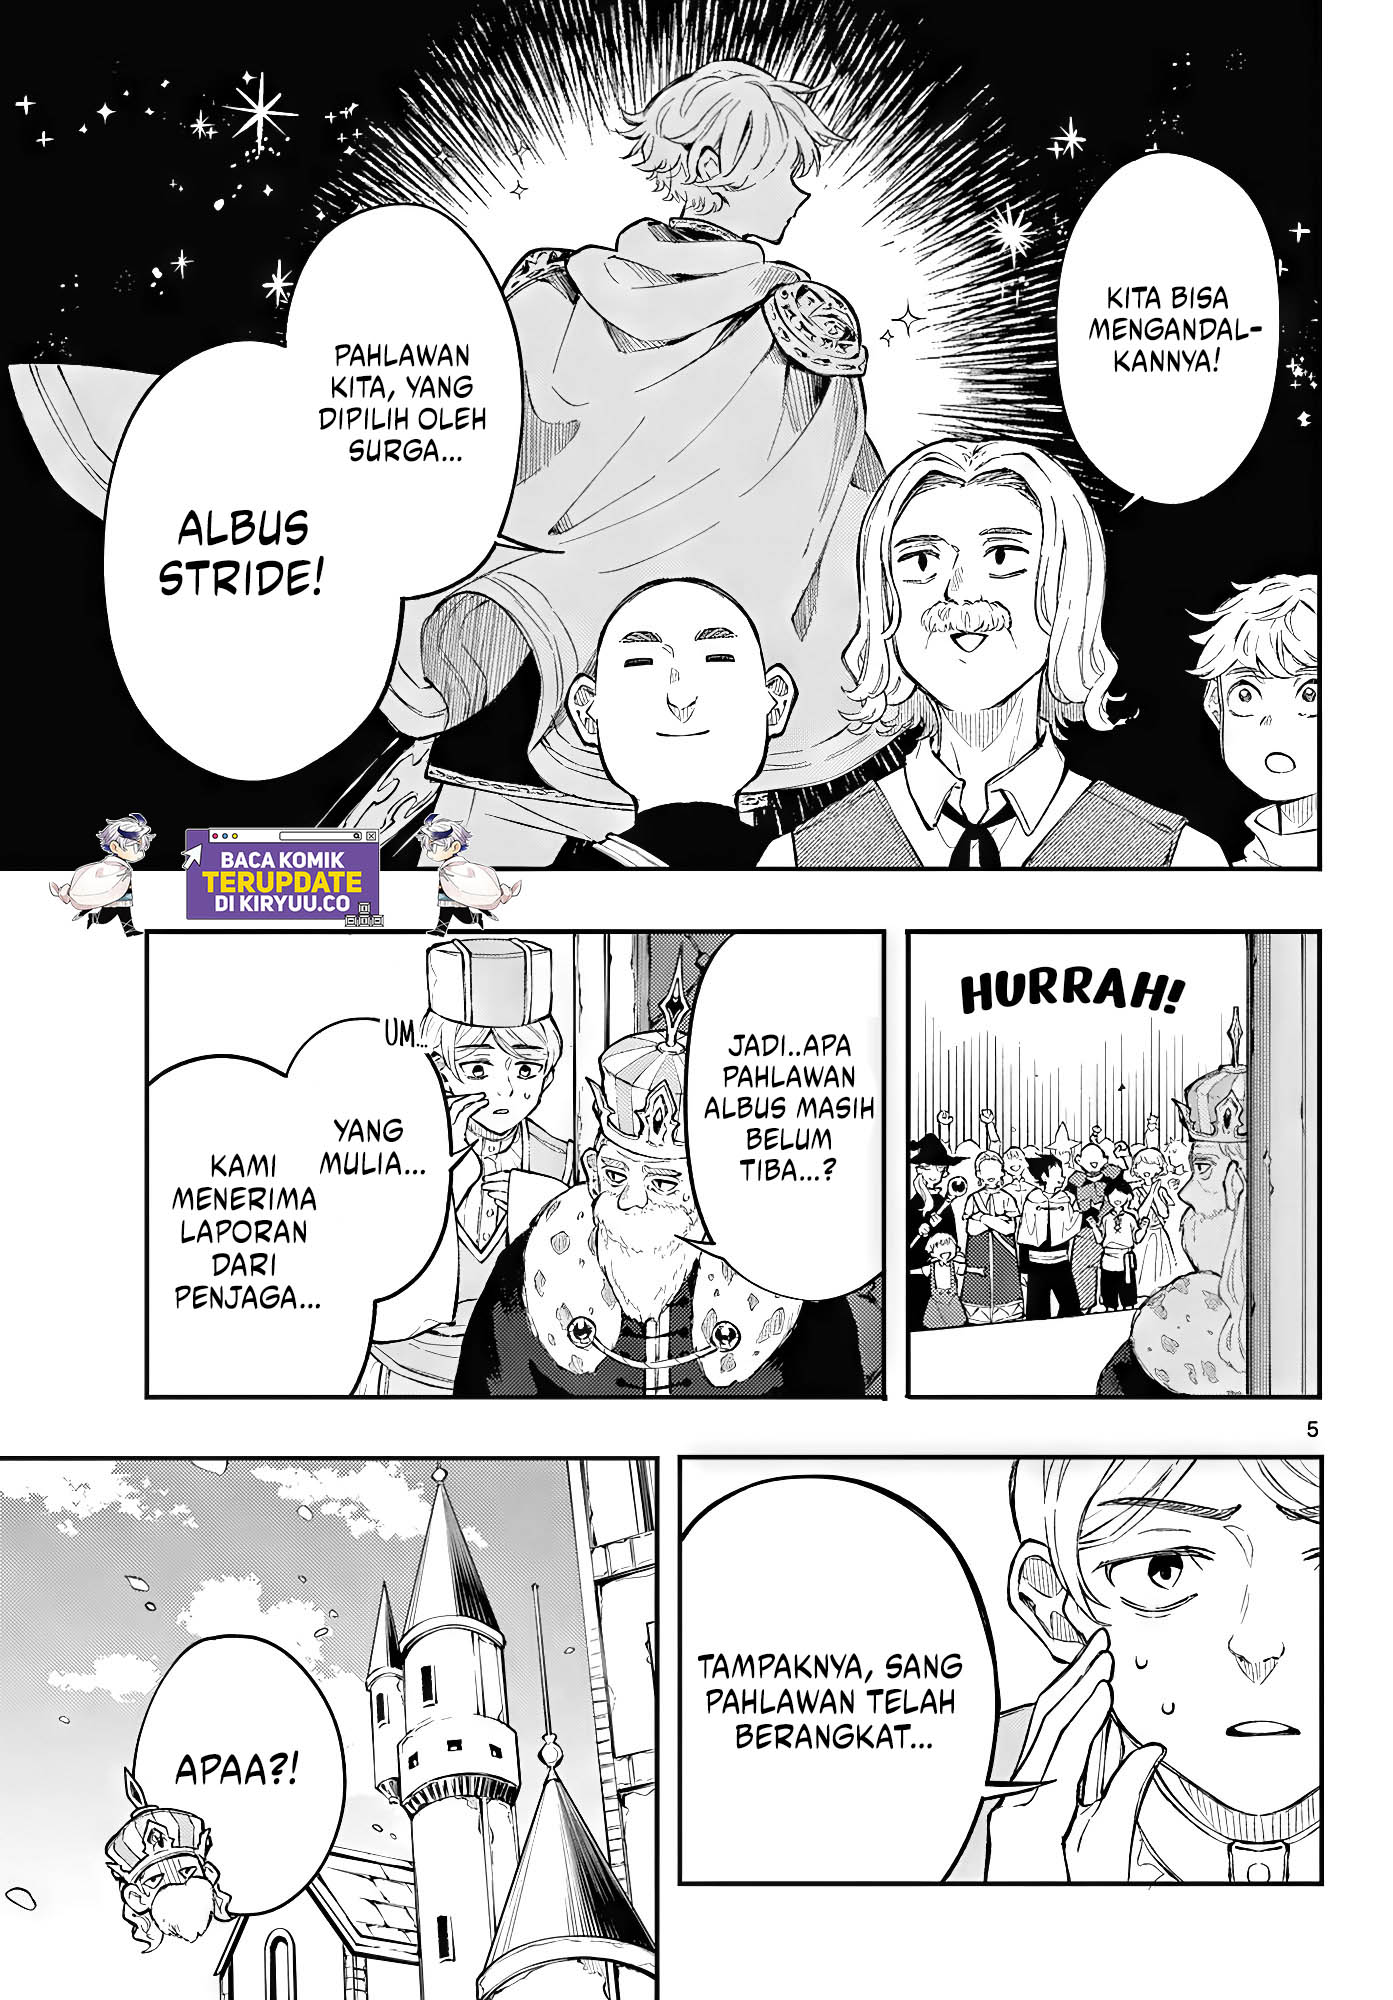 KITA BISA
MENGANDAL-
KANNYA!
PAHLAWAN
KITA, YANG
DIPILIH OLEH
SURGA...
ALBUS
STRIDE!
BACA KOMIK
TERUPDATE
DI KIRYUU.CO
HURRAH!
JADI..APA
PAHLAWAN
ALBUS MASIH
BELUM
TIBA...?
UM...
YANG
MULIA...
KAMI
MENERIMA
LAPORAN
DARI
PENJAGA...
5
TAMPAKNYA, SANG
PAHLAWAN TELAH
BERANGKAT...
APAA?!